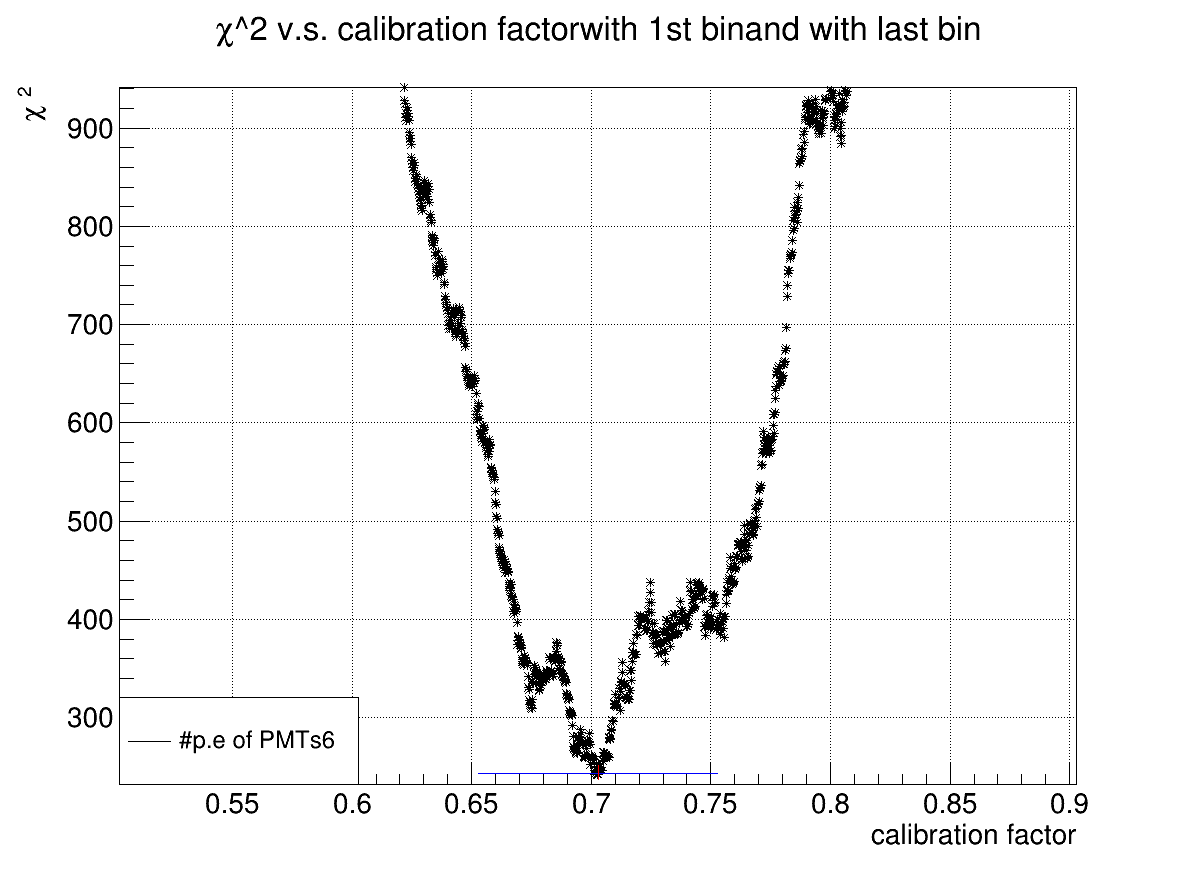 χ^2 v.s. calibration factorwith 1st binand with last bin
χ 2
900
800
700
600
500
400
300
#p.e of PMTs6
0.55 0.6 0.65 0.7 0.75 0.8 0.85 0.9
calibration factor